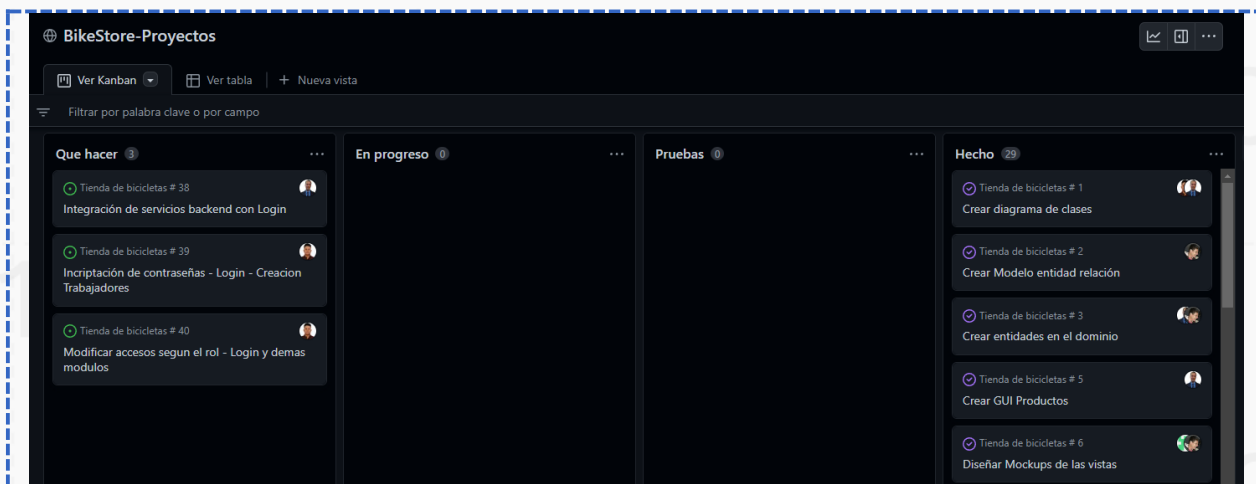 BikeStore-Proyectos
Ver Kanban
Ver tabla
+ Nueva vista
Filtrar por palabra clave o por campo
Que hacer 3
Tienda de bicicletas # 38
Integración de servicios backend con Login
Tienda de bicicletas # 39
Incriptación de contraseñas - Login - Creacion
Trabajadores
Tienda de bicicletas # 40
Modificar accesos segun el rol - Login y demas
modulos
En progreso 0
Pruebas 0
Hecho 29
Tienda de bicicletas # 1
Crear diagrama de clases
Tienda de bicicletas # 2
Crear Modelo entidad relación
Tienda de bicicletas # 3
Crear entidades en el dominio
Tienda de bicicletas # 5
Crear GUI Productos
Tienda de bicicletas # 6
Diseñar Mockups de las vistas